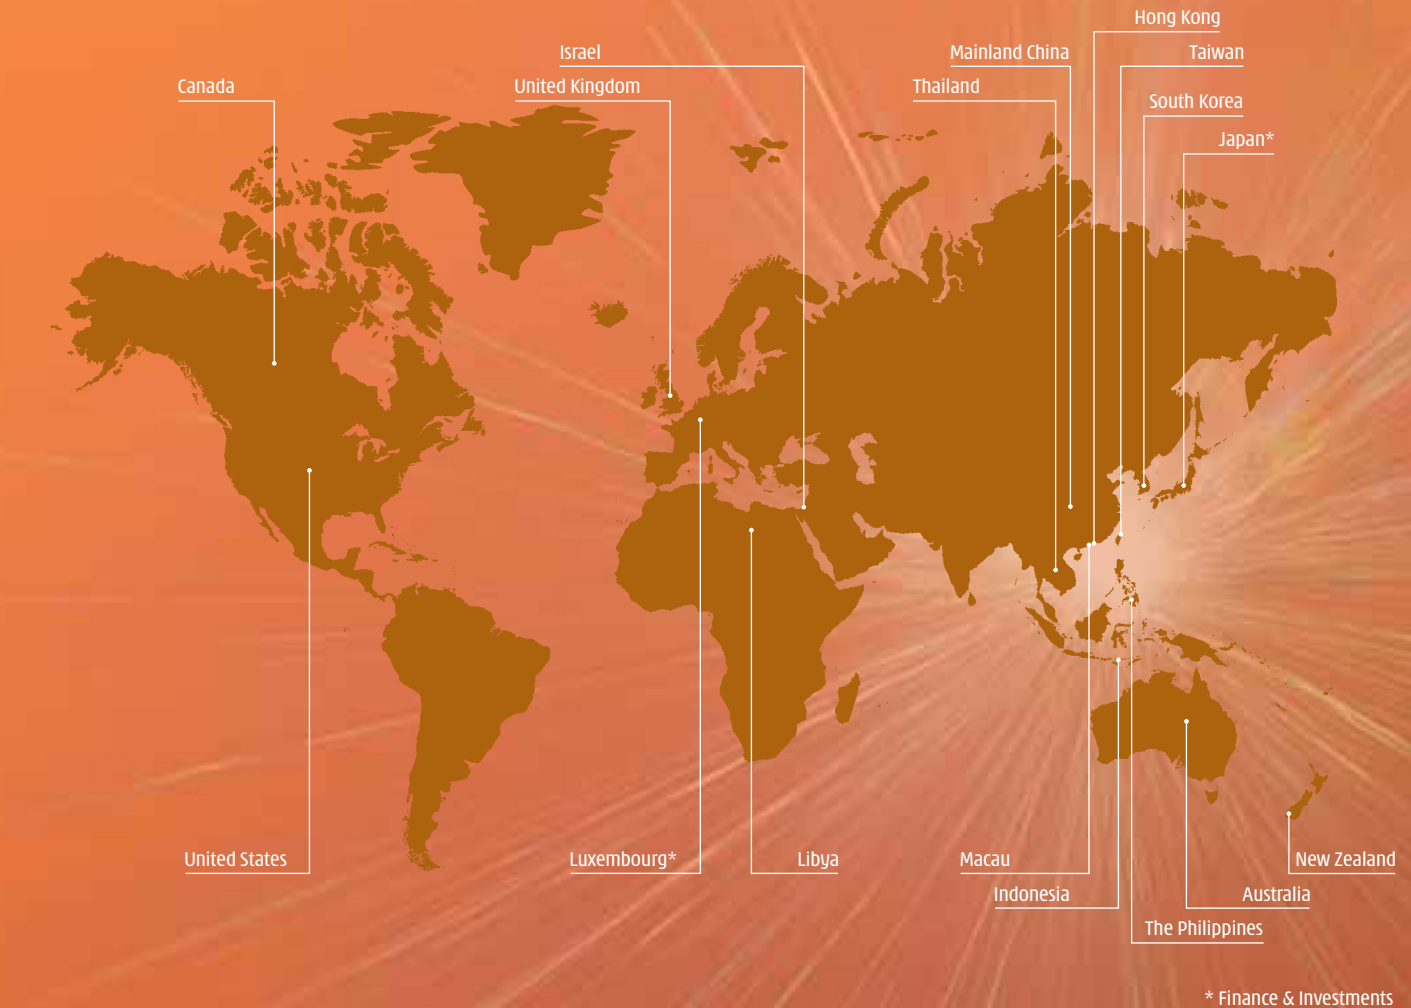 Hong Kong
Israel
Mainland China
Taiwan
Canada
United Kingdom
Thailand
South Korea
Japan*
United States
Luxembourg*
Libya
Macau
New Zealand
Indonesia
Australia
The Philippines
* Finance & Investments